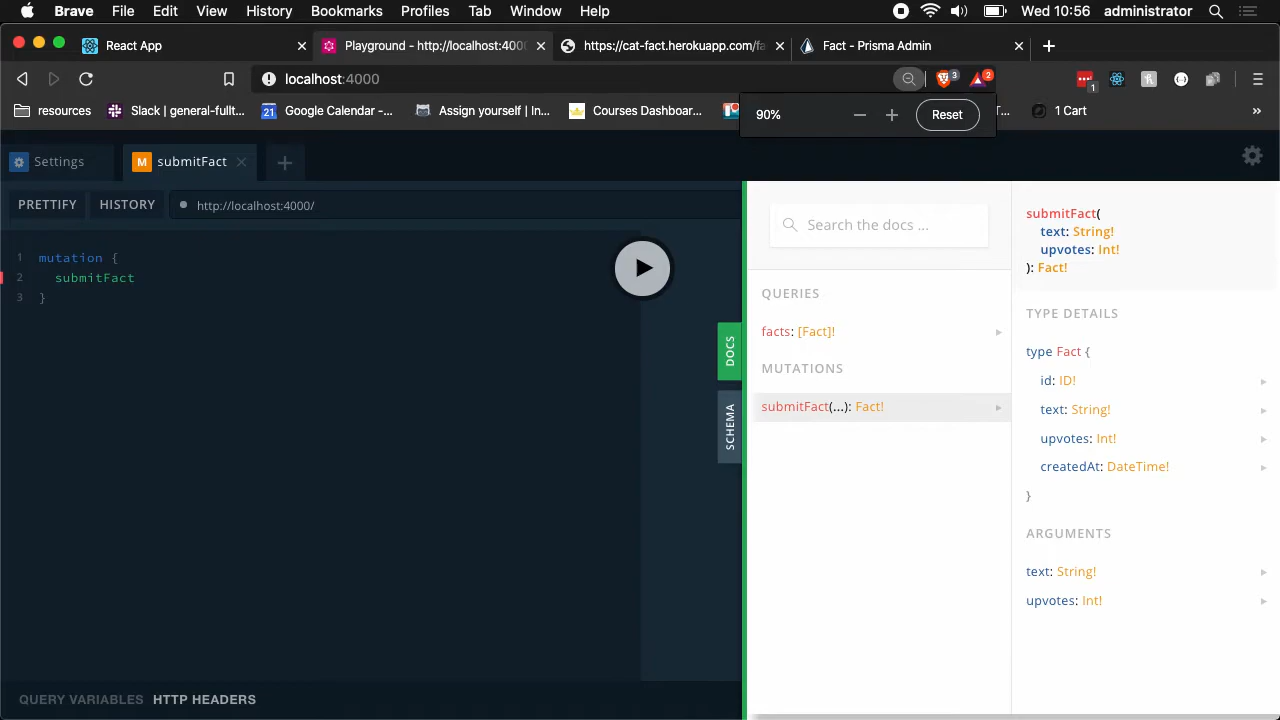 Brave File Edit View History Bookmarks Profiles Tab Window Help Wed 10:56 administrator
React App Playground - http://localhost:4000 https://cat-fact.herokuapp.com/fa Fact - Prisma Admin
localhost:4000 3 2 1
resources Slack | general-fullt... 21 Google Calendar -... Assign yourself | In... Courses Dashboar... T... 1 Cart »
90% Reset
Settings M submitFact
PRETTIFY HISTORY http://localhost:4000/
1 mutation {
2 submitFact
3 }
DOCS
SCHEMA
QUERY VARIABLES HTTP HEADERS
Search the docs ...
QUERIES
facts: [Fact]!
MUTATIONS
submitFact(...): Fact!
submitFact(
text: String!
upvotes: Int!
): Fact!
TYPE DETAILS
type Fact {
id: ID!
text: String!
upvotes: Int!
createdAt: DateTime!
}
ARGUMENTS
text: String!
upvotes: Int!